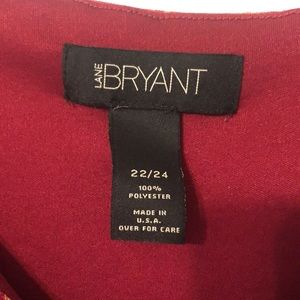 LANE BRYANT
22/24
100%
POLYESTER
MADE IN
U.S.A.
OVER FOR CARE